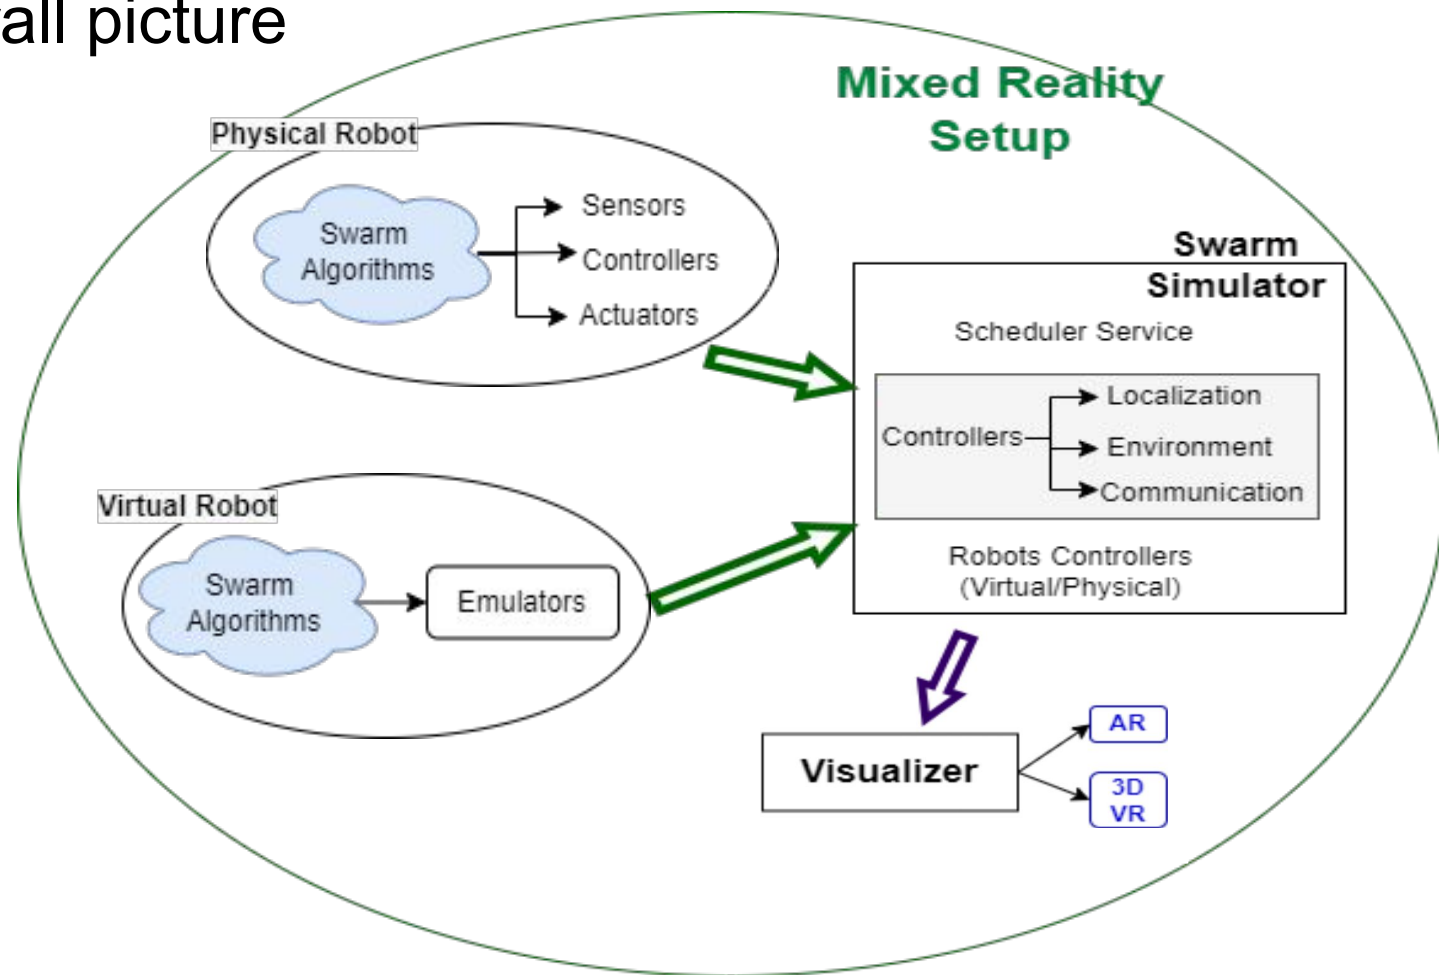 all picture
Mixed Reality
Setup
Physical Robot
Swarm
Algorithms
Sensors
Controllers
Actuators
Swarm
Simulator
Scheduler Service
Controllers
Localization
Environment
Communication
Robots Controllers
(Virtual/Physical)
Virtual Robot
Swarm
Algorithms
Emulators
Visualizer
AR
3D
VR